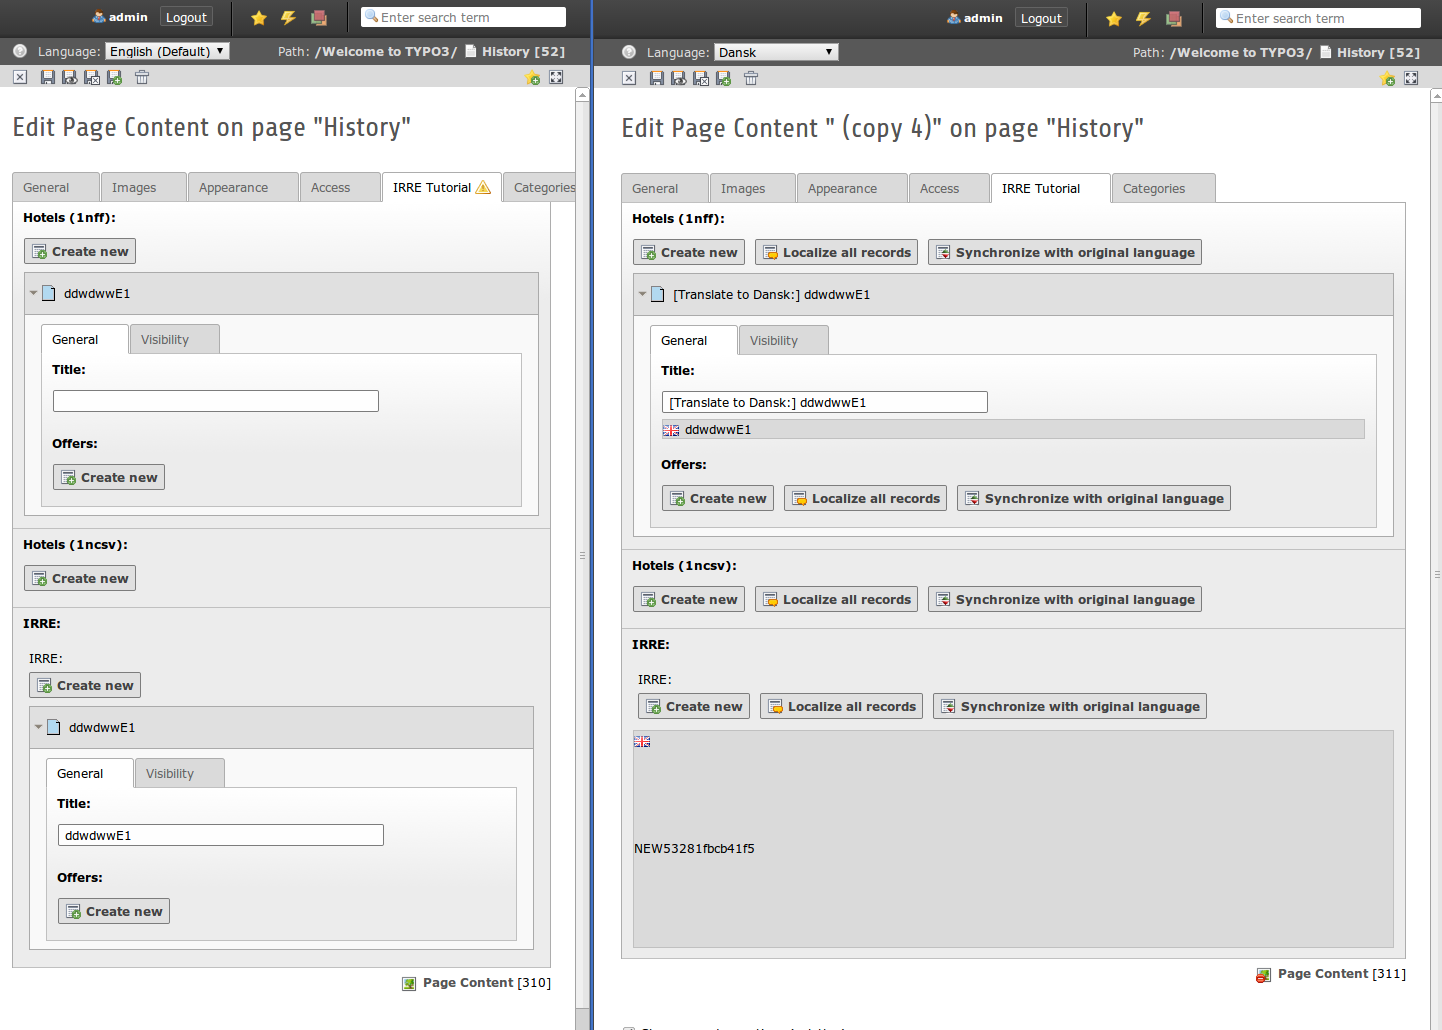 admin
Logout
Enter search term
Language:
English (Default)
Path: /Welcome to TYPO3/ History [52]
Edit Page Content on page "History"
General
Images
Appearance
Access
IRRE Tutorial
Categories
Hotels (1nff):
Create new
ddwdwwE1
General
Visibility
Title:
Offers:
Create new
Hotels (1ncsv):
Create new
IRRE:
IRRE:
Create new
ddwdwwE1
General
Visibility
Title:
ddwdwwE1
Offers:
Create new
Page Content [310]
admin
Logout
Enter search term
Language:
Dansk
Path: /Welcome to TYPO3/ History [52]
Edit Page Content " (copy 4)" on page "History"
General
Images
Appearance
Access
IRRE Tutorial
Categories
Hotels (1nff):
Create new
Localize all records
Synchronize with original language
[Translate to Dansk:] ddwdwwE1
General
Visibility
Title:
[Translate to Dansk:] ddwdwwE1
ddwdwwE1
Offers:
Create new
Localize all records
Synchronize with original language
Hotels (1ncsv):
Create new
Localize all records
Synchronize with original language
IRRE:
IRRE:
Create new
Localize all records
Synchronize with original language
NEW53281fbcb41f5
Page Content [311]